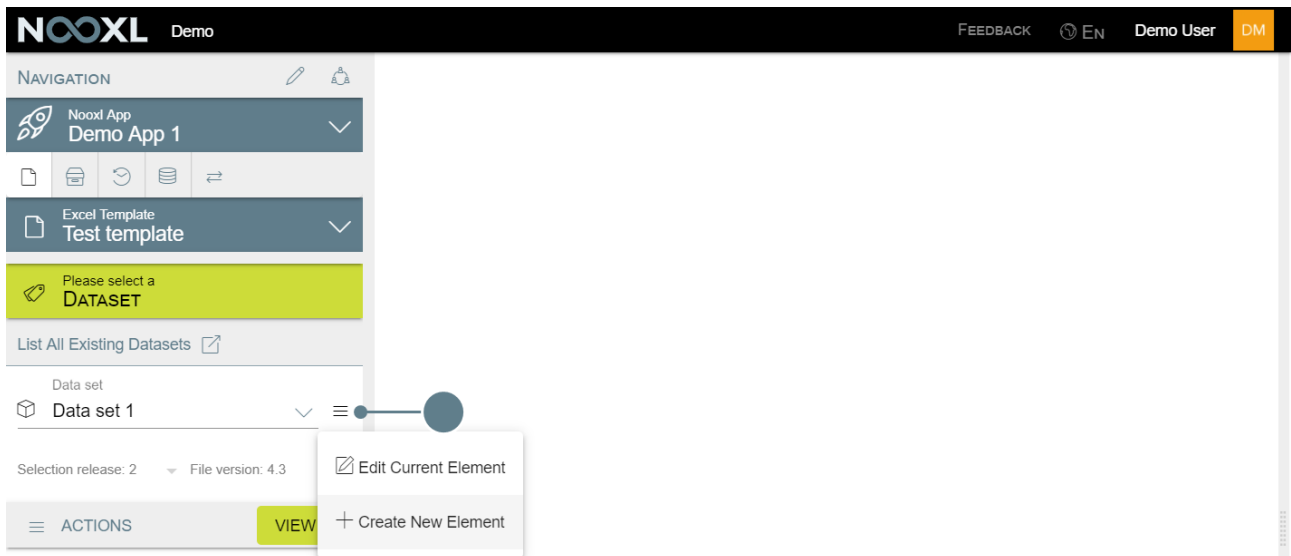 NOOXL Demo FEEDBACK EN Demo User DM
NAVIGATION
Nooxl App
Demo App 1
Excel Template
Test template
Please select a
DATASET
List All Existing Datasets
Data set
Data set 1
Selection release: 2 File version: 4.3
Edit Current Element
Create New Element
ACTIONS VIEW